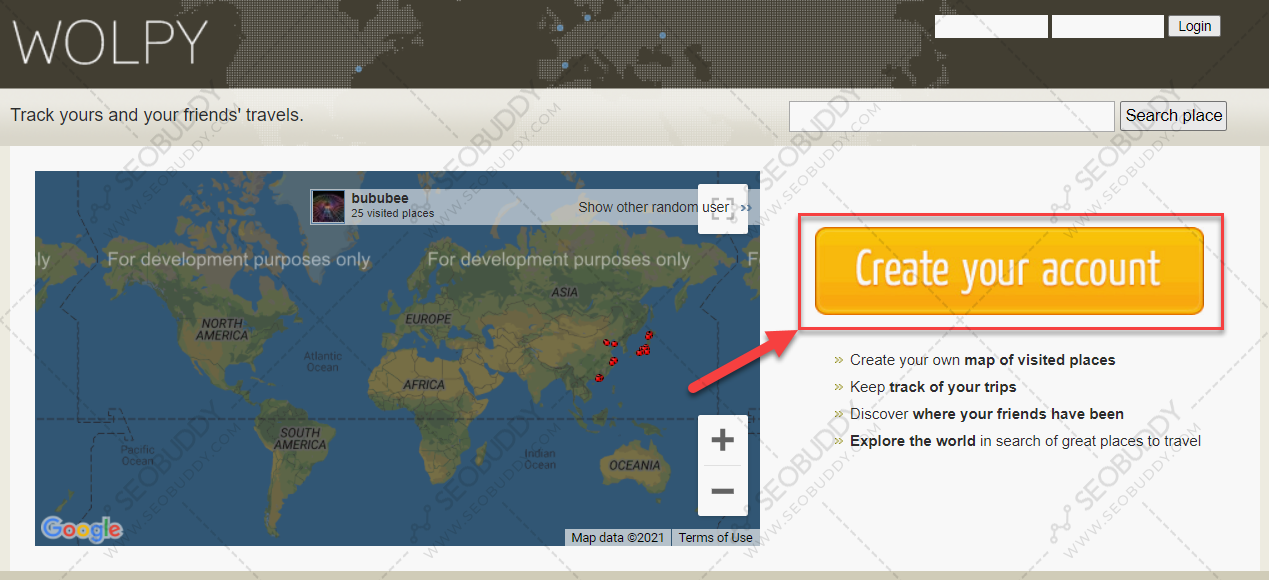 WOLPY
Login
Track yours and your friends' travels.
Search place
bububee
25 visited places
Show other random user
ly
For development purposes only
For development purposes only
F
ASIA
NORTH
AMERICA
EUROPE
Atlantic
Ocean
AFRICA
SOUTH
AMERICA
Pacific
Ocean
Indian
Ocean
OCEANIA
Google
Map data ©2021
Terms of Use
Create your account
» Create your own map of visited places
» Keep track of your trips
» Discover where your friends have been
» Explore the world in search of great places to travel
SEOBUDDY
WWW.SEOBUDDY.COM